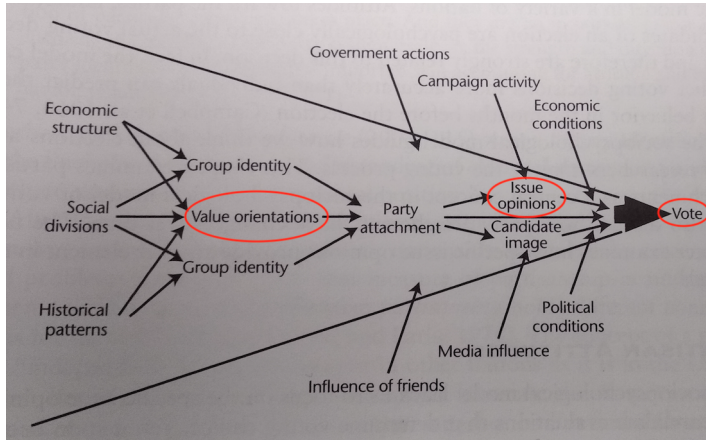 Government actions
Campaign activity
Economic
structure
Economic
conditions
Group identity
Issue
opinions
Social
divisions
Value orientations
Party
attachment
Vote
Candidate
image
Group identity
Historical
patterns
Political
conditions
Media influence
Influence of friends